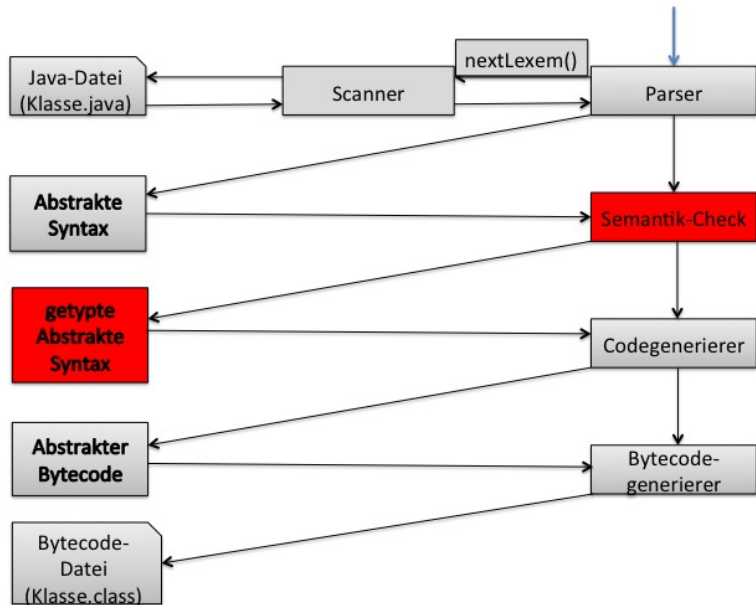 nextLexem()
Java-Datei
(Klasse.java)
Scanner
Parser
Abstrakte
Syntax
Semantik-Check
getypte
Abstrakte
Syntax
Codegenerierer
Abstrakter
Bytecode
Bytecode-
generierer
Bytecode-
Datei
(Klasse.class)